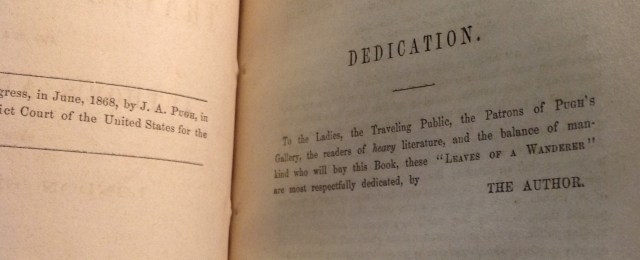 gress, in June, 1868, by J. A. PUGH, in
ict Court of the United States for the
DEDICATION.
To the Ladies, the Traveling Public, the Patrons of PUGH'S
Gallery, the readers of heavy literature, and the balance of man-
kind who will buy this Book, these "LEAVES OF A WANDERER"
are most respectfully dedicated, by
THE AUTHOR.